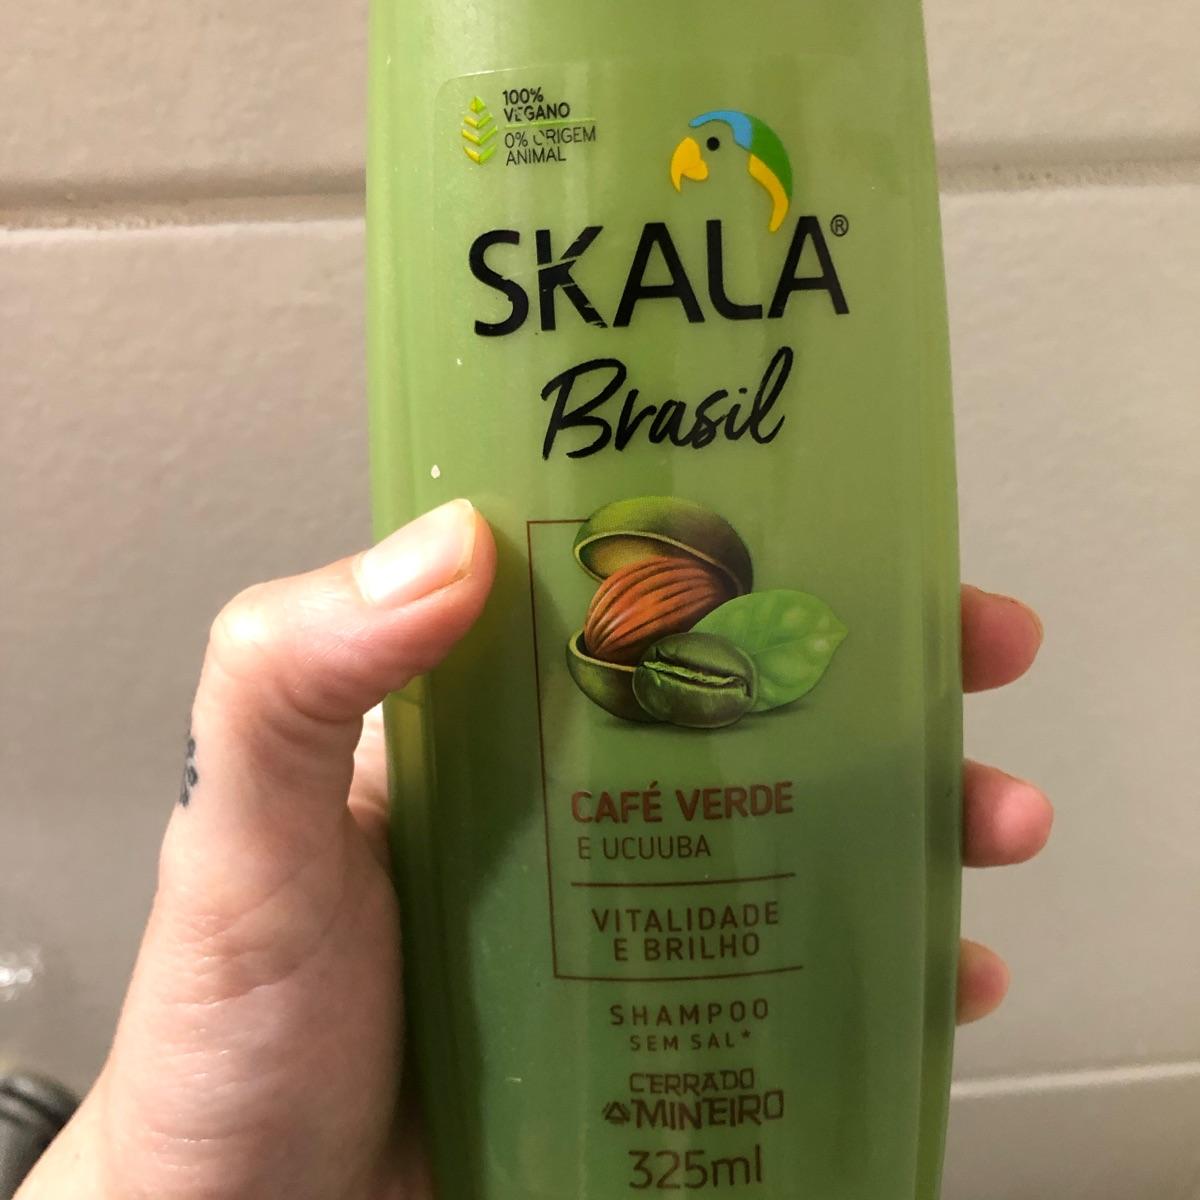 100%
VEGANO
0% ORIGEM
ANIMAL
SKALA®
Brasil
CAFÉ VERDE
E UCUUBA
VITALIDADE
E BRILHO
SHAMPOO
SEM SAL*
CERRADO
MINEIRO
325ml